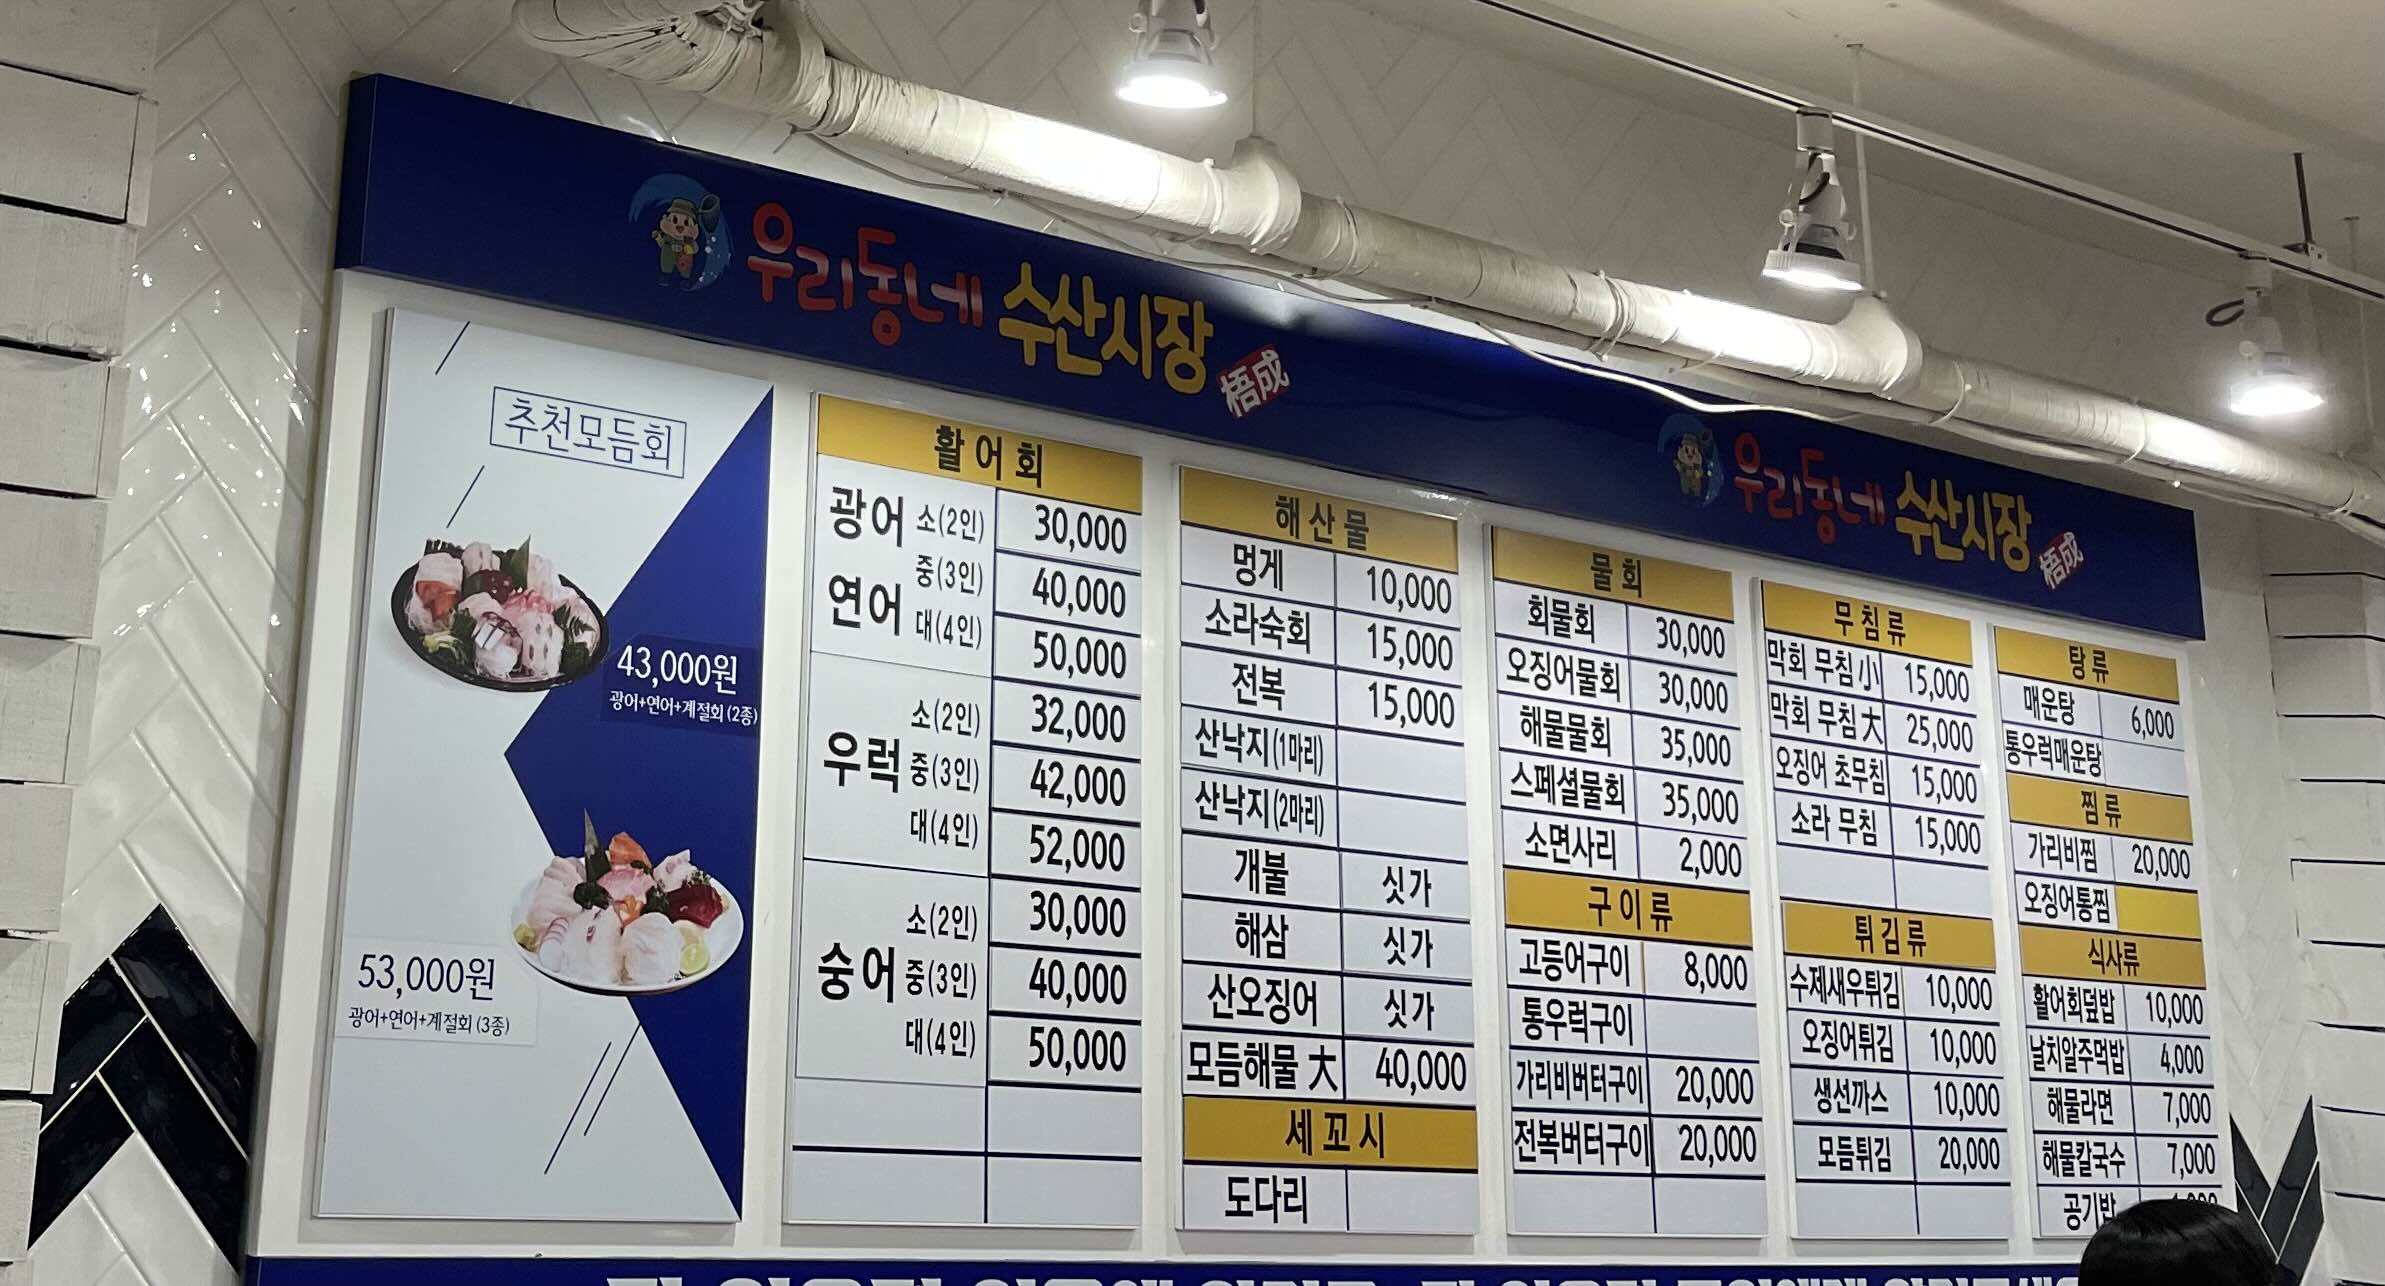 우리동네 수산시장 梧成
우리동네 수산시장 梧成
추천모듬회
43,000원
광어+연어+계절회(2종)
53,000원
광어+연어+계절회(3종)
활어회
광어 연어
소(2인) 30,000
중(3인) 40,000
대(4인) 50,000
우럭
소(2인) 32,000
중(3인) 42,000
대(4인) 52,000
숭어
소(2인) 30,000
중(3인) 40,000
대(4인) 50,000
해산물
멍게 10,000
소라숙회 15,000
전복 15,000
산낙지(1마리)
산낙지(2마리)
개불 싯가
해삼 싯가
산오징어 싯가
모듬해물 大 40,000
세꼬시
도다리
물회
회물회 30,000
오징어물회 30,000
해물물회 35,000
스페셜물회 35,000
소면사리 2,000
구이류
고등어구이 8,000
통우럭구이
가리비버터구이 20,000
전복버터구이 20,000
무침류
막회 무침 小 15,000
막회 무침 大 25,000
오징어 초무침 15,000
소라 무침 15,000
튀김류
수제새우튀김 10,000
오징어튀김 10,000
생선까스 10,000
모듬튀김 20,000
탕류
매운탕 6,000
통우럭매운탕
찜류
가리비찜 20,000
오징어통찜
식사류
활어회덮밥 10,000
날치알주먹밥 4,000
해물라면 7,000
해물칼국수 7,000
공기밥